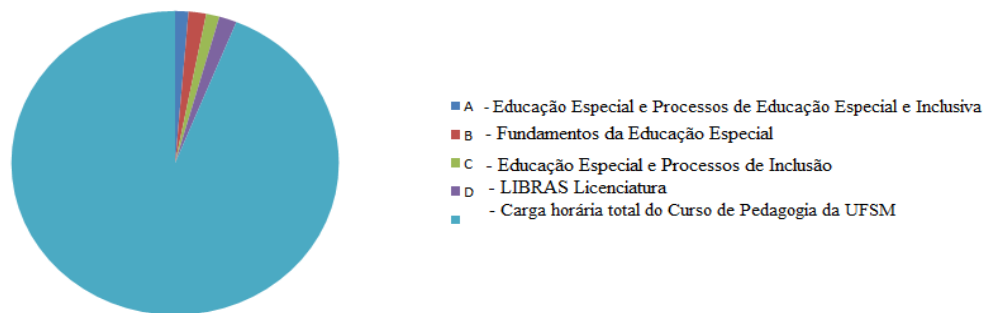 A - Educação Especial e Processos de Educação Especial e Inclusiva
B - Fundamentos da Educação Especial
C - Educação Especial e Processos de Inclusão
D - LIBRAS Licenciatura
- Carga horária total do Curso de Pedagogia da UFSM